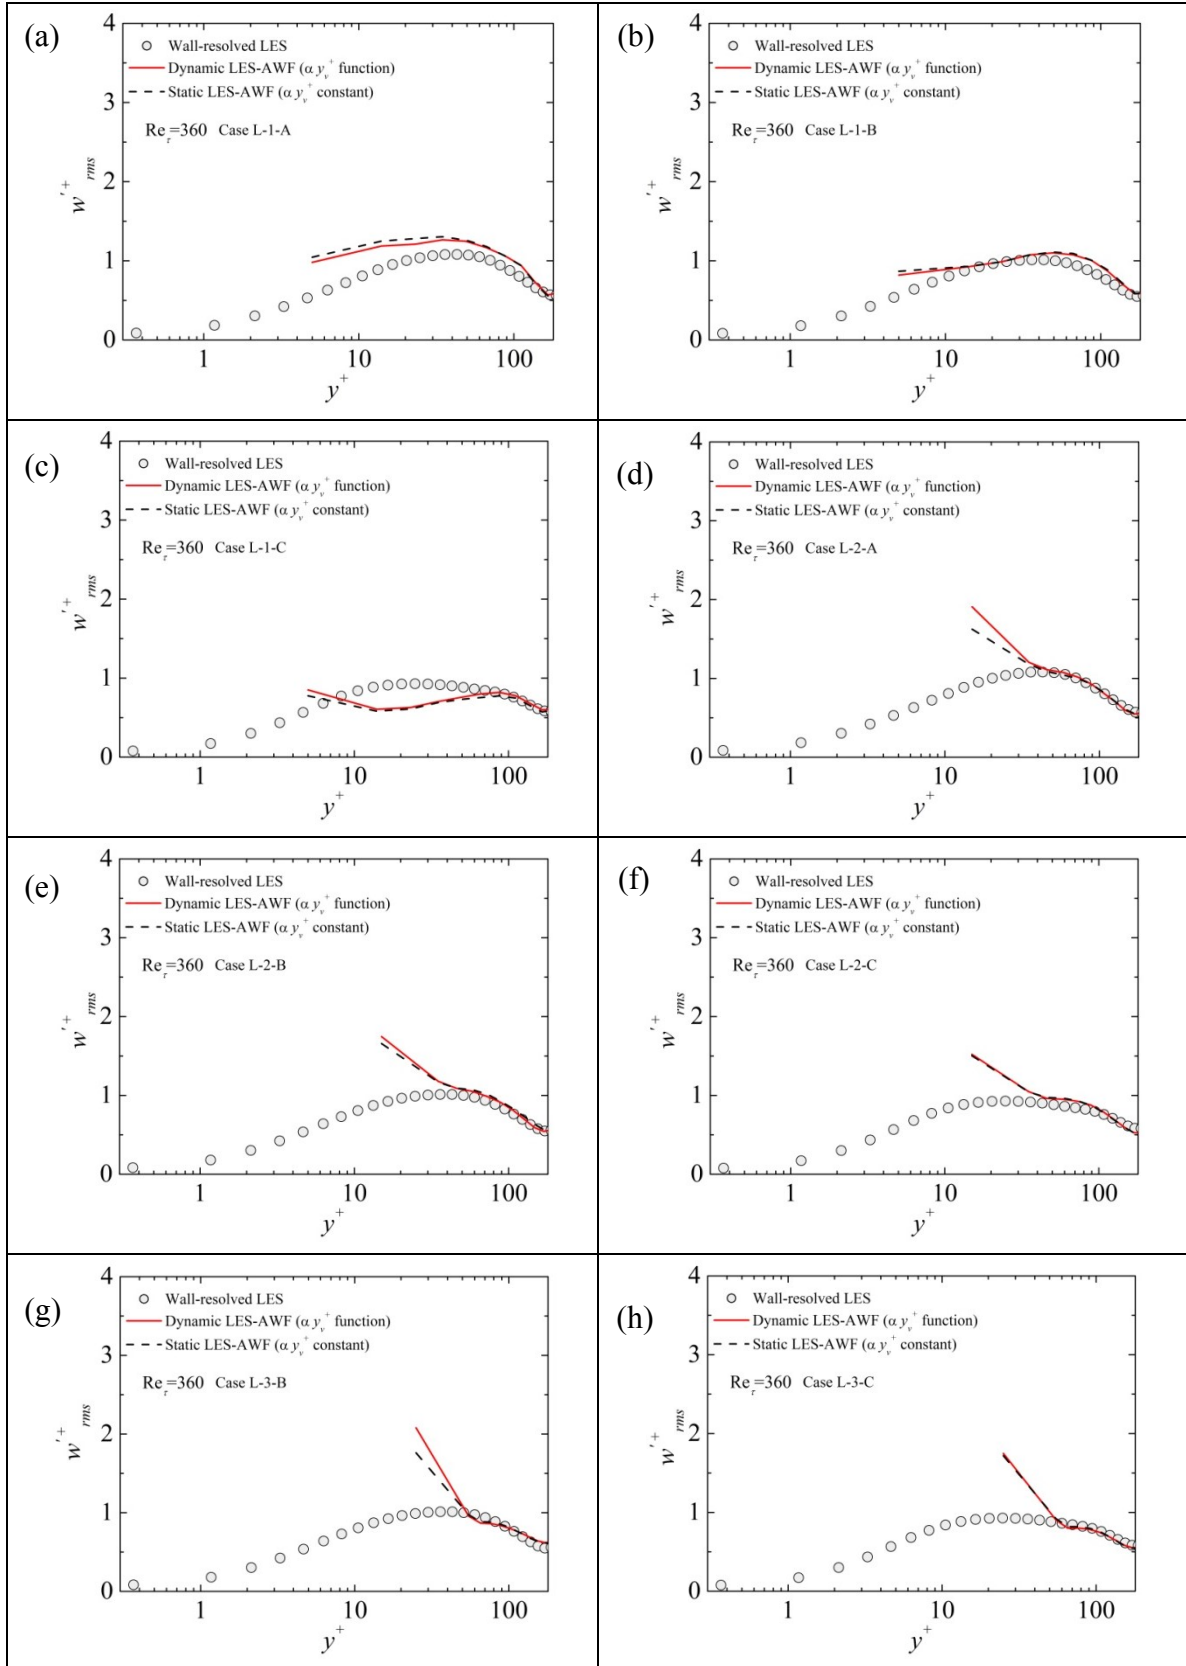 (a)
4
3
2
1
0
Wall-resolved LES
Dynamic LES-AWF (α y_v^+ function)
Static LES-AWF (α y_v^+ constant)
Re_τ=360 Case L-1-A
w'^+_rms
1 10 100
y^+
(b)
4
3
2
1
0
Wall-resolved LES
Dynamic LES-AWF (α y_v^+ function)
Static LES-AWF (α y_v^+ constant)
Re_τ=360 Case L-1-B
w'^+_rms
1 10 100
y^+
(c)
4
3
2
1
0
Wall-resolved LES
Dynamic LES-AWF (α y_v^+ function)
Static LES-AWF (α y_v^+ constant)
Re_τ=360 Case L-1-C
w'^+_rms
1 10 100
y^+
(d)
4
3
2
1
0
Wall-resolved LES
Dynamic LES-AWF (α y_v^+ function)
Static LES-AWF (α y_v^+ constant)
Re_τ=360 Case L-2-A
w'^+_rms
1 10 100
y^+
(e)
4
3
2
1
0
Wall-resolved LES
Dynamic LES-AWF (α y_v^+ function)
Static LES-AWF (α y_v^+ constant)
Re_τ=360 Case L-2-B
w'^+_rms
1 10 100
y^+
(f)
4
3
2
1
0
Wall-resolved LES
Dynamic LES-AWF (α y_v^+ function)
Static LES-AWF (α y_v^+ constant)
Re_τ=360 Case L-2-C
w'^+_rms
1 10 100
y^+
(g)
4
3
2
1
0
Wall-resolved LES
Dynamic LES-AWF (α y_v^+ function)
Static LES-AWF (α y_v^+ constant)
Re_τ=360 Case L-3-B
w'^+_rms
1 10 100
y^+
(h)
4
3
2
1
0
Wall-resolved LES
Dynamic LES-AWF (α y_v^+ function)
Static LES-AWF (α y_v^+ constant)
Re_τ=360 Case L-3-C
w'^+_rms
1 10 100
y^+